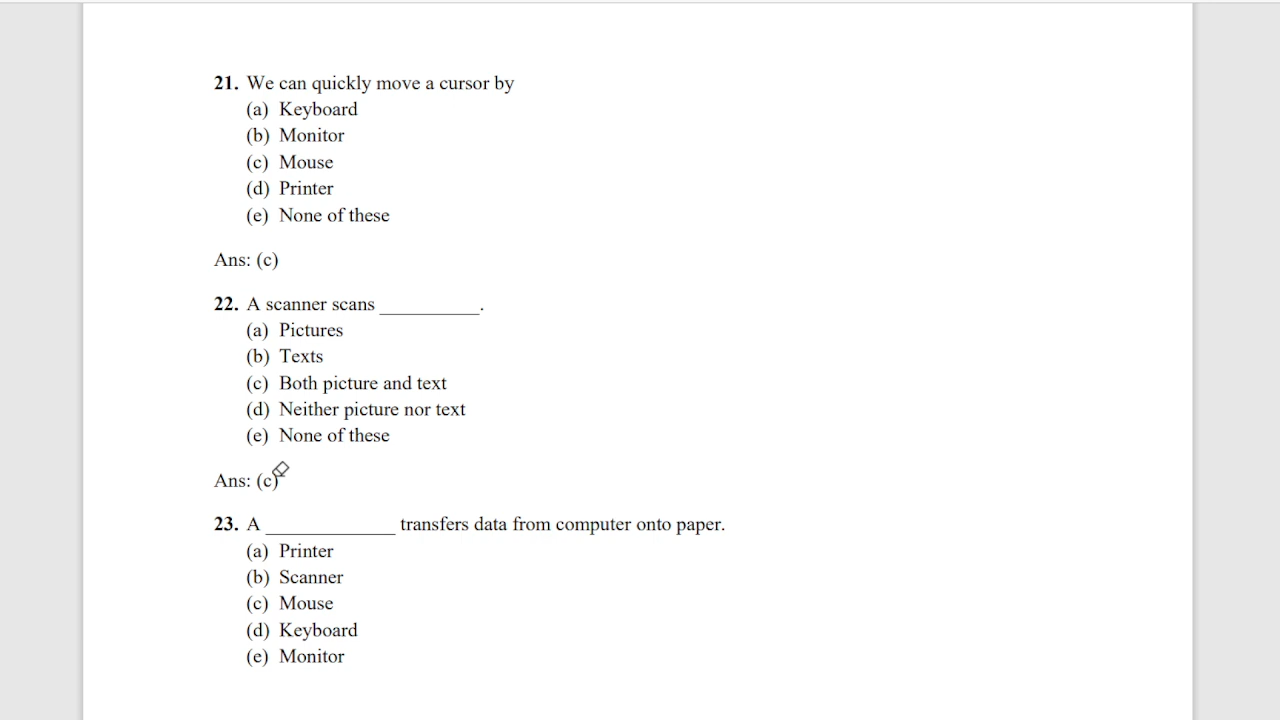 21. We can quickly move a cursor by
(a) Keyboard
(b) Monitor
(c) Mouse
(d) Printer
(e) None of these
Ans: (c)
22. A scanner scans __________.
(a) Pictures
(b) Texts
(c) Both picture and text
(d) Neither picture nor text
(e) None of these
Ans: (c)
23. A _____________ transfers data from computer onto paper.
(a) Printer
(b) Scanner
(c) Mouse
(d) Keyboard
(e) Monitor